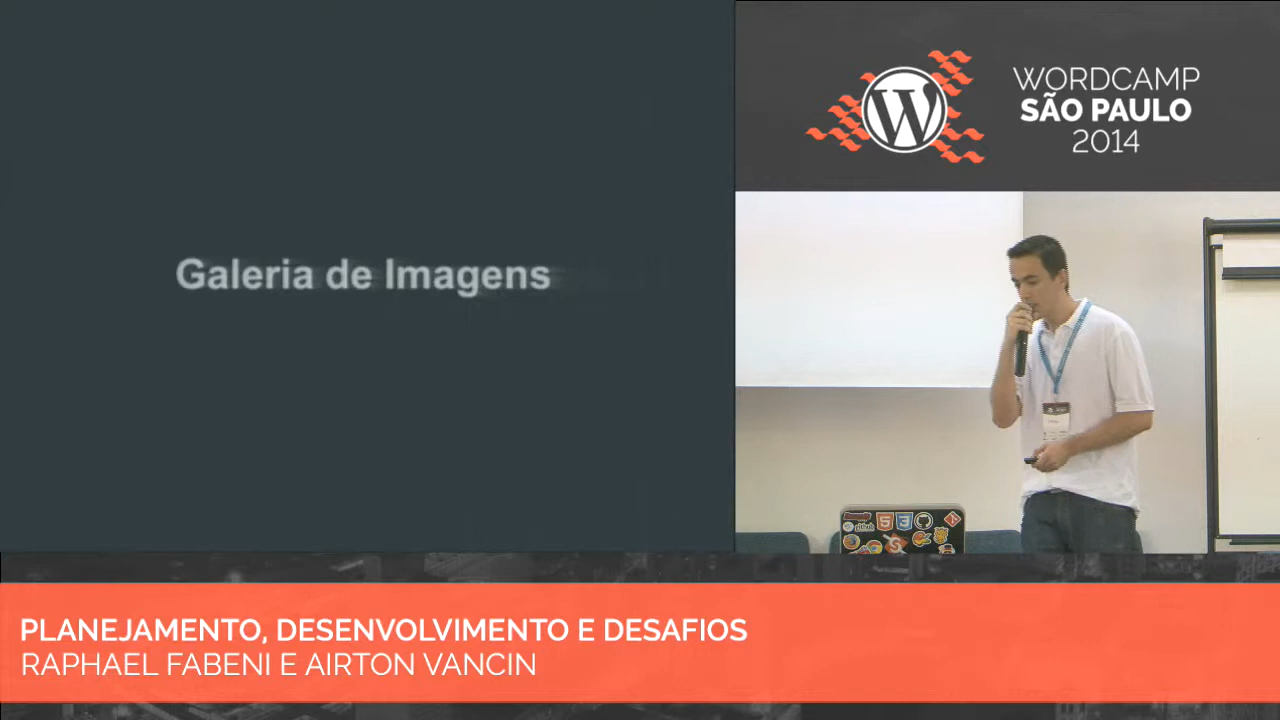 Galeria de Imagens
WORDCAMP
SÃO PAULO
2014
PLANEJAMENTO, DESENVOLVIMENTO E DESAFIOS
RAPHAEL FABENI E AIRTON VANCIN